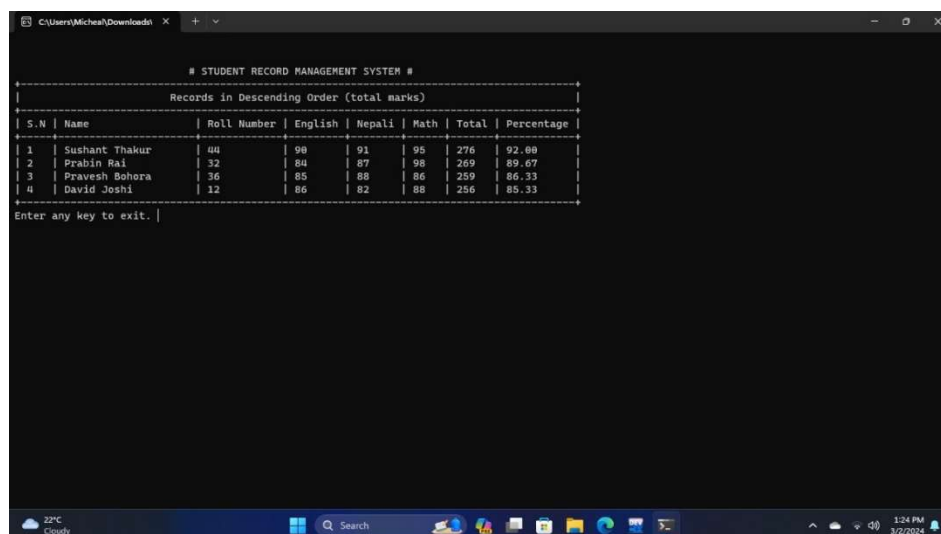 C:\Users\Micheal\Downloads\
# STUDENT RECORD MANAGEMENT SYSTEM #
Records in Descending Order (total marks)
| S.N | Name | Roll Number | English | Nepali | Math | Total | Percentage |
| 1 | Sushant Thakur | 44 | 90 | 91 | 95 | 276 | 92.00 |
| 2 | Prabin Rai | 32 | 84 | 87 | 98 | 269 | 89.67 |
| 3 | Pravesh Bohora | 36 | 85 | 88 | 86 | 259 | 86.33 |
| 4 | David Joshi | 12 | 86 | 82 | 88 | 256 | 85.33 |
Enter any key to exit.
22°C
Cloudy
Search
1:24 PM
3/2/2024